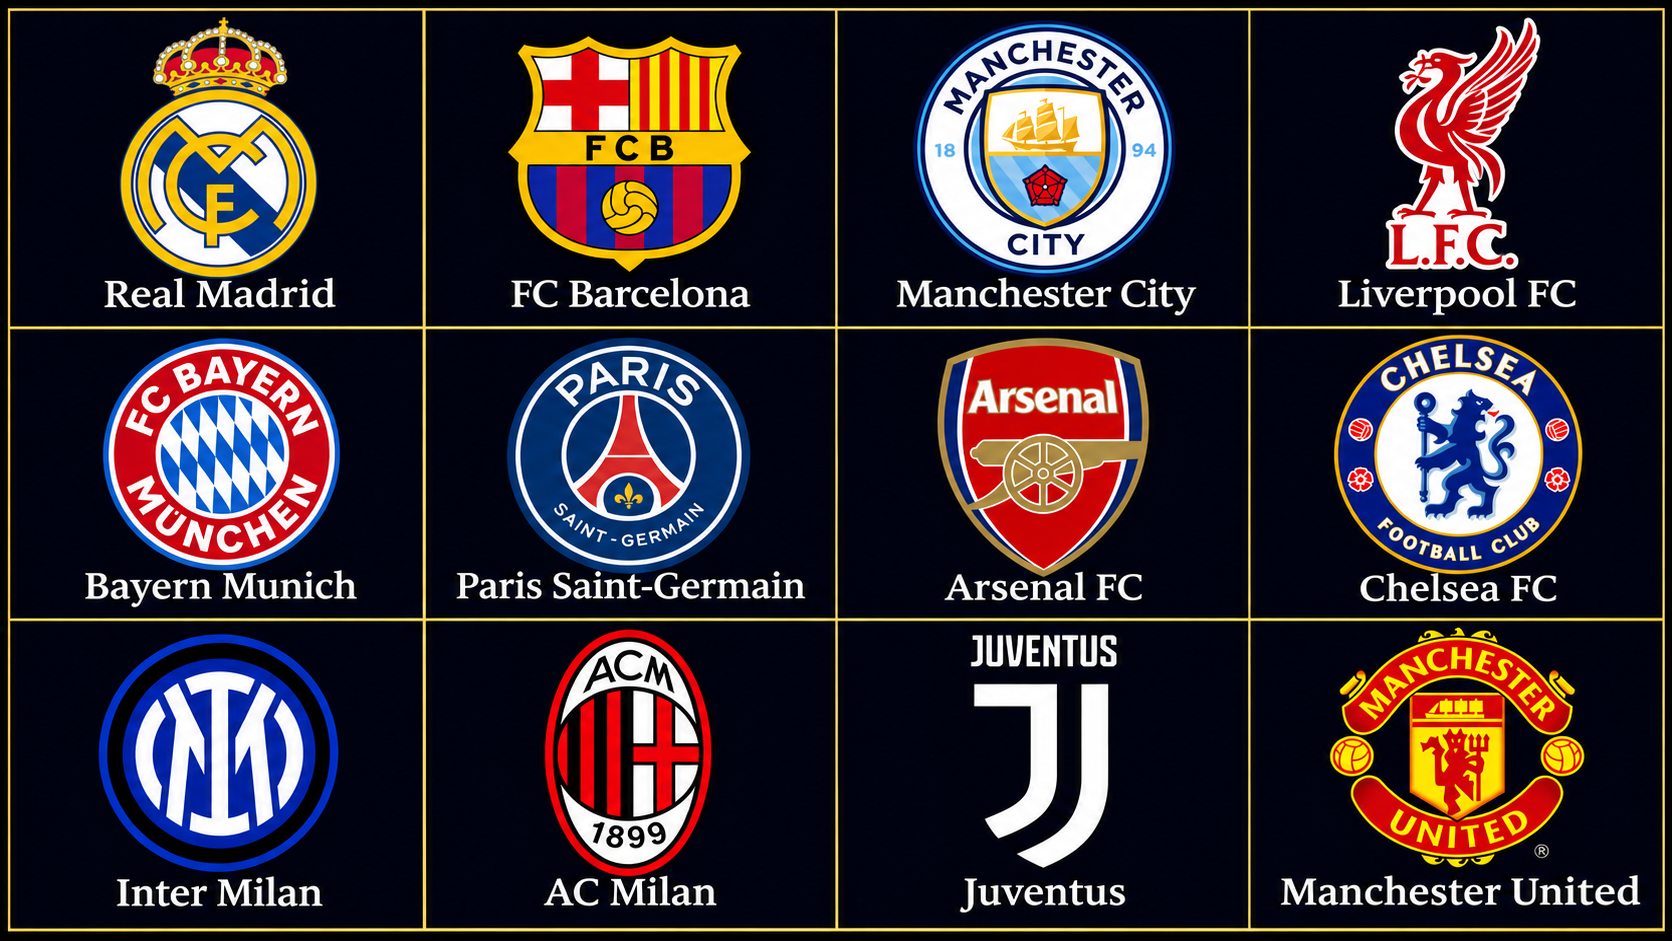 Real Madrid
FCB
FC Barcelona
MANCHESTER
18 94
CITY
Manchester City
L.F.C.
Liverpool FC
FC BAYERN
MÜNCHEN
Bayern Munich
PARIS
SAINT-GERMAIN
Paris Saint-Germain
Arsenal
Arsenal FC
CHELSEA
FOOTBALL CLUB
Chelsea FC
Inter Milan
ACM
1899
AC Milan
JUVENTUS
Juventus
MANCHESTER
UNITED
®
Manchester United